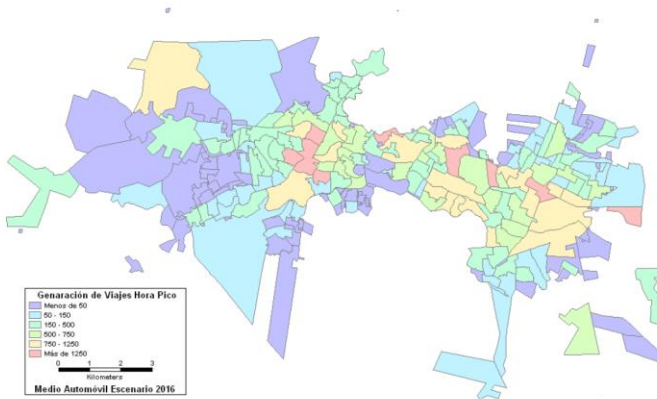 Genaración de Viajes Hora Pico
Menos de 50
50 - 150
150 - 500
500 - 750
750 - 1250
Más de 1250
0 1 2 3
Kilometers
Medio Automóvil Escenario 2016